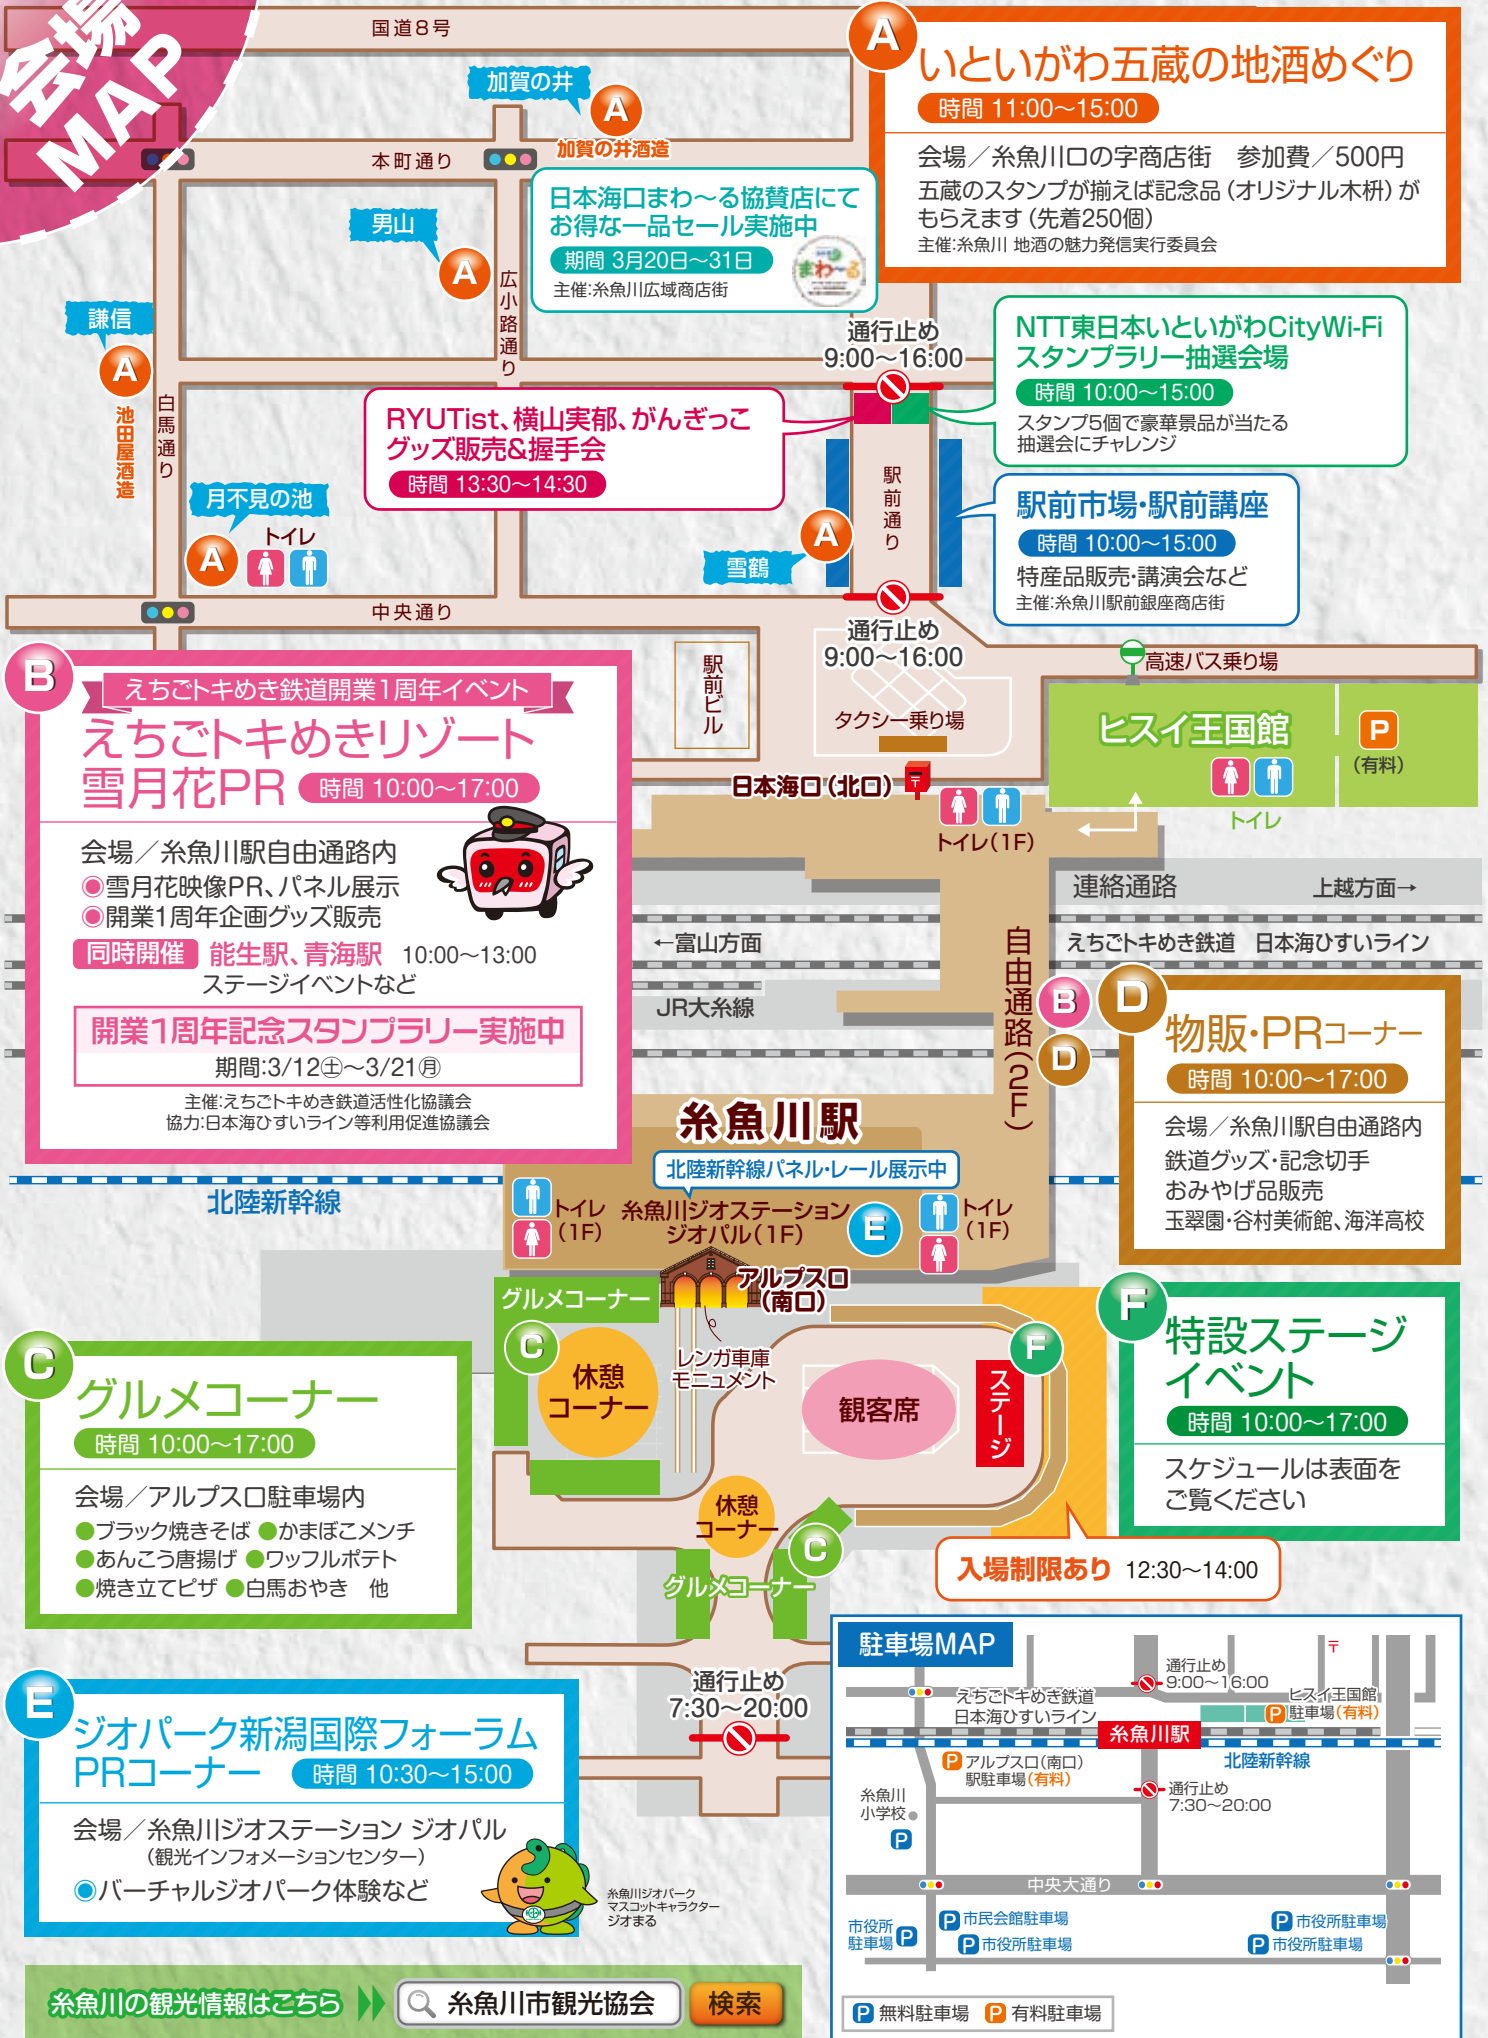 会場
MAP
国道8号
加賀の井
A
加賀の井酒造
本町通り
A
いといがわ五蔵の地酒めぐり
時間 11:00〜15:00
会場／糸魚川口の字商店街　参加費／500円
五蔵のスタンプが揃えば記念品（オリジナル木枡）が
もらえます（先着250個）
主催:糸魚川 地酒の魅力発信実行委員会
日本海口まわ〜る協賛店にて
お得な一品セール実施中
期間 3月20日〜31日
主催:糸魚川広域商店街
まわ〜る
男山
A
広小路通り
謙信
A
池田屋酒造
白馬通り
通行止め
9:00〜16:00
NTT東日本いといがわCityWi-Fi
スタンプラリー抽選会場
時間 10:00〜15:00
スタンプ5個で豪華景品が当たる
抽選会にチャレンジ
RYUTist、横山実郁、がんぎっこ
グッズ販売&握手会
時間 13:30〜14:30
月不見の池
A
トイレ
駅前通り
A
雪鶴
駅前市場・駅前講座
時間 10:00〜15:00
特産品販売・講演会など
主催:糸魚川駅前銀座商店街
中央通り
通行止め
9:00〜16:00
駅前ビル
タクシー乗り場
高速バス乗り場
ヒスイ王国館
P
（有料）
トイレ
日本海口（北口）
〒
トイレ（1F）
B
えちごトキめき鉄道開業1周年イベント
えちごトキめきリゾート
雪月花PR
時間 10:00〜17:00
会場／糸魚川駅自由通路内
◉雪月花映像PR、パネル展示
◉開業1周年企画グッズ販売
同時開催 能生駅、青海駅 10:00〜13:00
ステージイベントなど
開業1周年記念スタンプラリー実施中
期間:3/12㊏〜3/21㊊
主催:えちごトキめき鉄道活性化協議会
協力:日本海ひすいライン等利用促進協議会
連絡通路
上越方面→
←富山方面
えちごトキめき鉄道　日本海ひすいライン
JR大糸線
自由通路（2F）
B
D
D
物販・PRコーナー
時間 10:00〜17:00
会場／糸魚川駅自由通路内
鉄道グッズ・記念切手
おみやげ品販売
玉翠園・谷村美術館、海洋高校
糸魚川駅
北陸新幹線パネル・レール展示中
北陸新幹線
トイレ
（1F）
糸魚川ジオステーション
ジオパル（1F）
E
トイレ
（1F）
アルプス口
（南口）
グルメコーナー
C
休憩
コーナー
レンガ車庫
モニュメント
観客席
ステージ
F
F
特設ステージ
イベント
時間 10:00〜17:00
スケジュールは表面を
ご覧ください
C
グルメコーナー
時間 10:00〜17:00
会場／アルプス口駐車場内
●ブラック焼きそば ●かまぼこメンチ
●あんこう唐揚げ ●ワッフルポテト
●焼き立てピザ ●白馬おやき　他
休憩
コーナー
C
グルメコーナー
入場制限あり 12:30〜14:00
通行止め
7:30〜20:00
E
ジオパーク新潟国際フォーラム
PRコーナー
時間 10:30〜15:00
会場／糸魚川ジオステーション ジオパル
（観光インフォメーションセンター）
◉バーチャルジオパーク体験など
糸魚川ジオパーク
マスコットキャラクター
ジオまる
駐車場MAP
〒
通行止め
9:00〜16:00
えちごトキめき鉄道
日本海ひすいライン
ヒスイ王国館
P 駐車場（有料）
糸魚川駅
P アルプス口（南口）
駅駐車場（有料）
北陸新幹線
通行止め
7:30〜20:00
糸魚川
小学校
P
中央大通り
市役所
駐車場 P
P 市民会館駐車場
P 市役所駐車場
P 市役所駐車場
P 市役所駐車場
P 無料駐車場 P 有料駐車場
糸魚川の観光情報はこちら
糸魚川市観光協会
検索